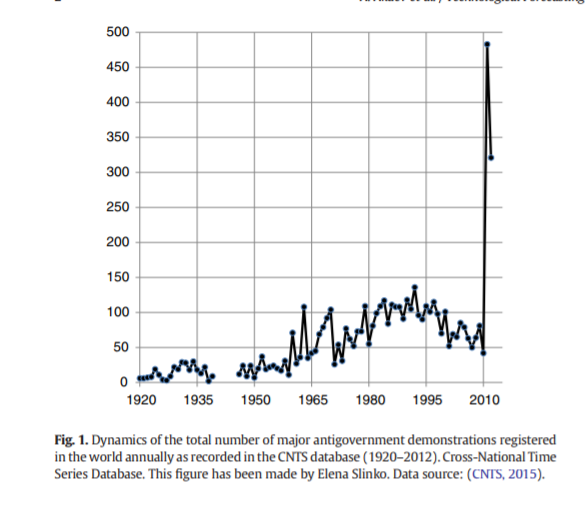 500
450
400
350
300
250
200
150
100
50
0
1920 1935 1950 1965 1980 1995 2010
Fig. 1. Dynamics of the total number of major antigovernment demonstrations registered
in the world annually as recorded in the CNTS database (1920–2012). Cross-National Time
Series Database. This figure has been made by Elena Slinko. Data source: (CNTS, 2015).